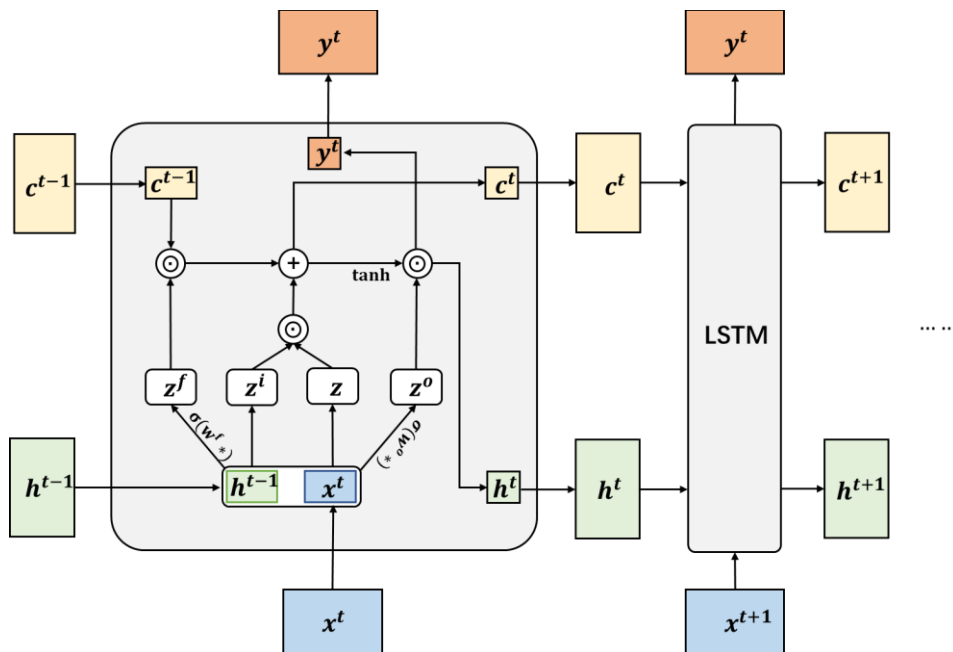 y^t
y^t
y^t
c^{t-1}
c^{t-1}
c^t
c^t
c^{t+1}
⊙
+
tanh
⊙
⊙
LSTM
... ..
z^f
z^i
z
z^o
σ(w^f *)
σ(w^o *)
h^{t-1}
h^{t-1}
x^t
h^t
h^t
h^{t+1}
x^t
x^{t+1}